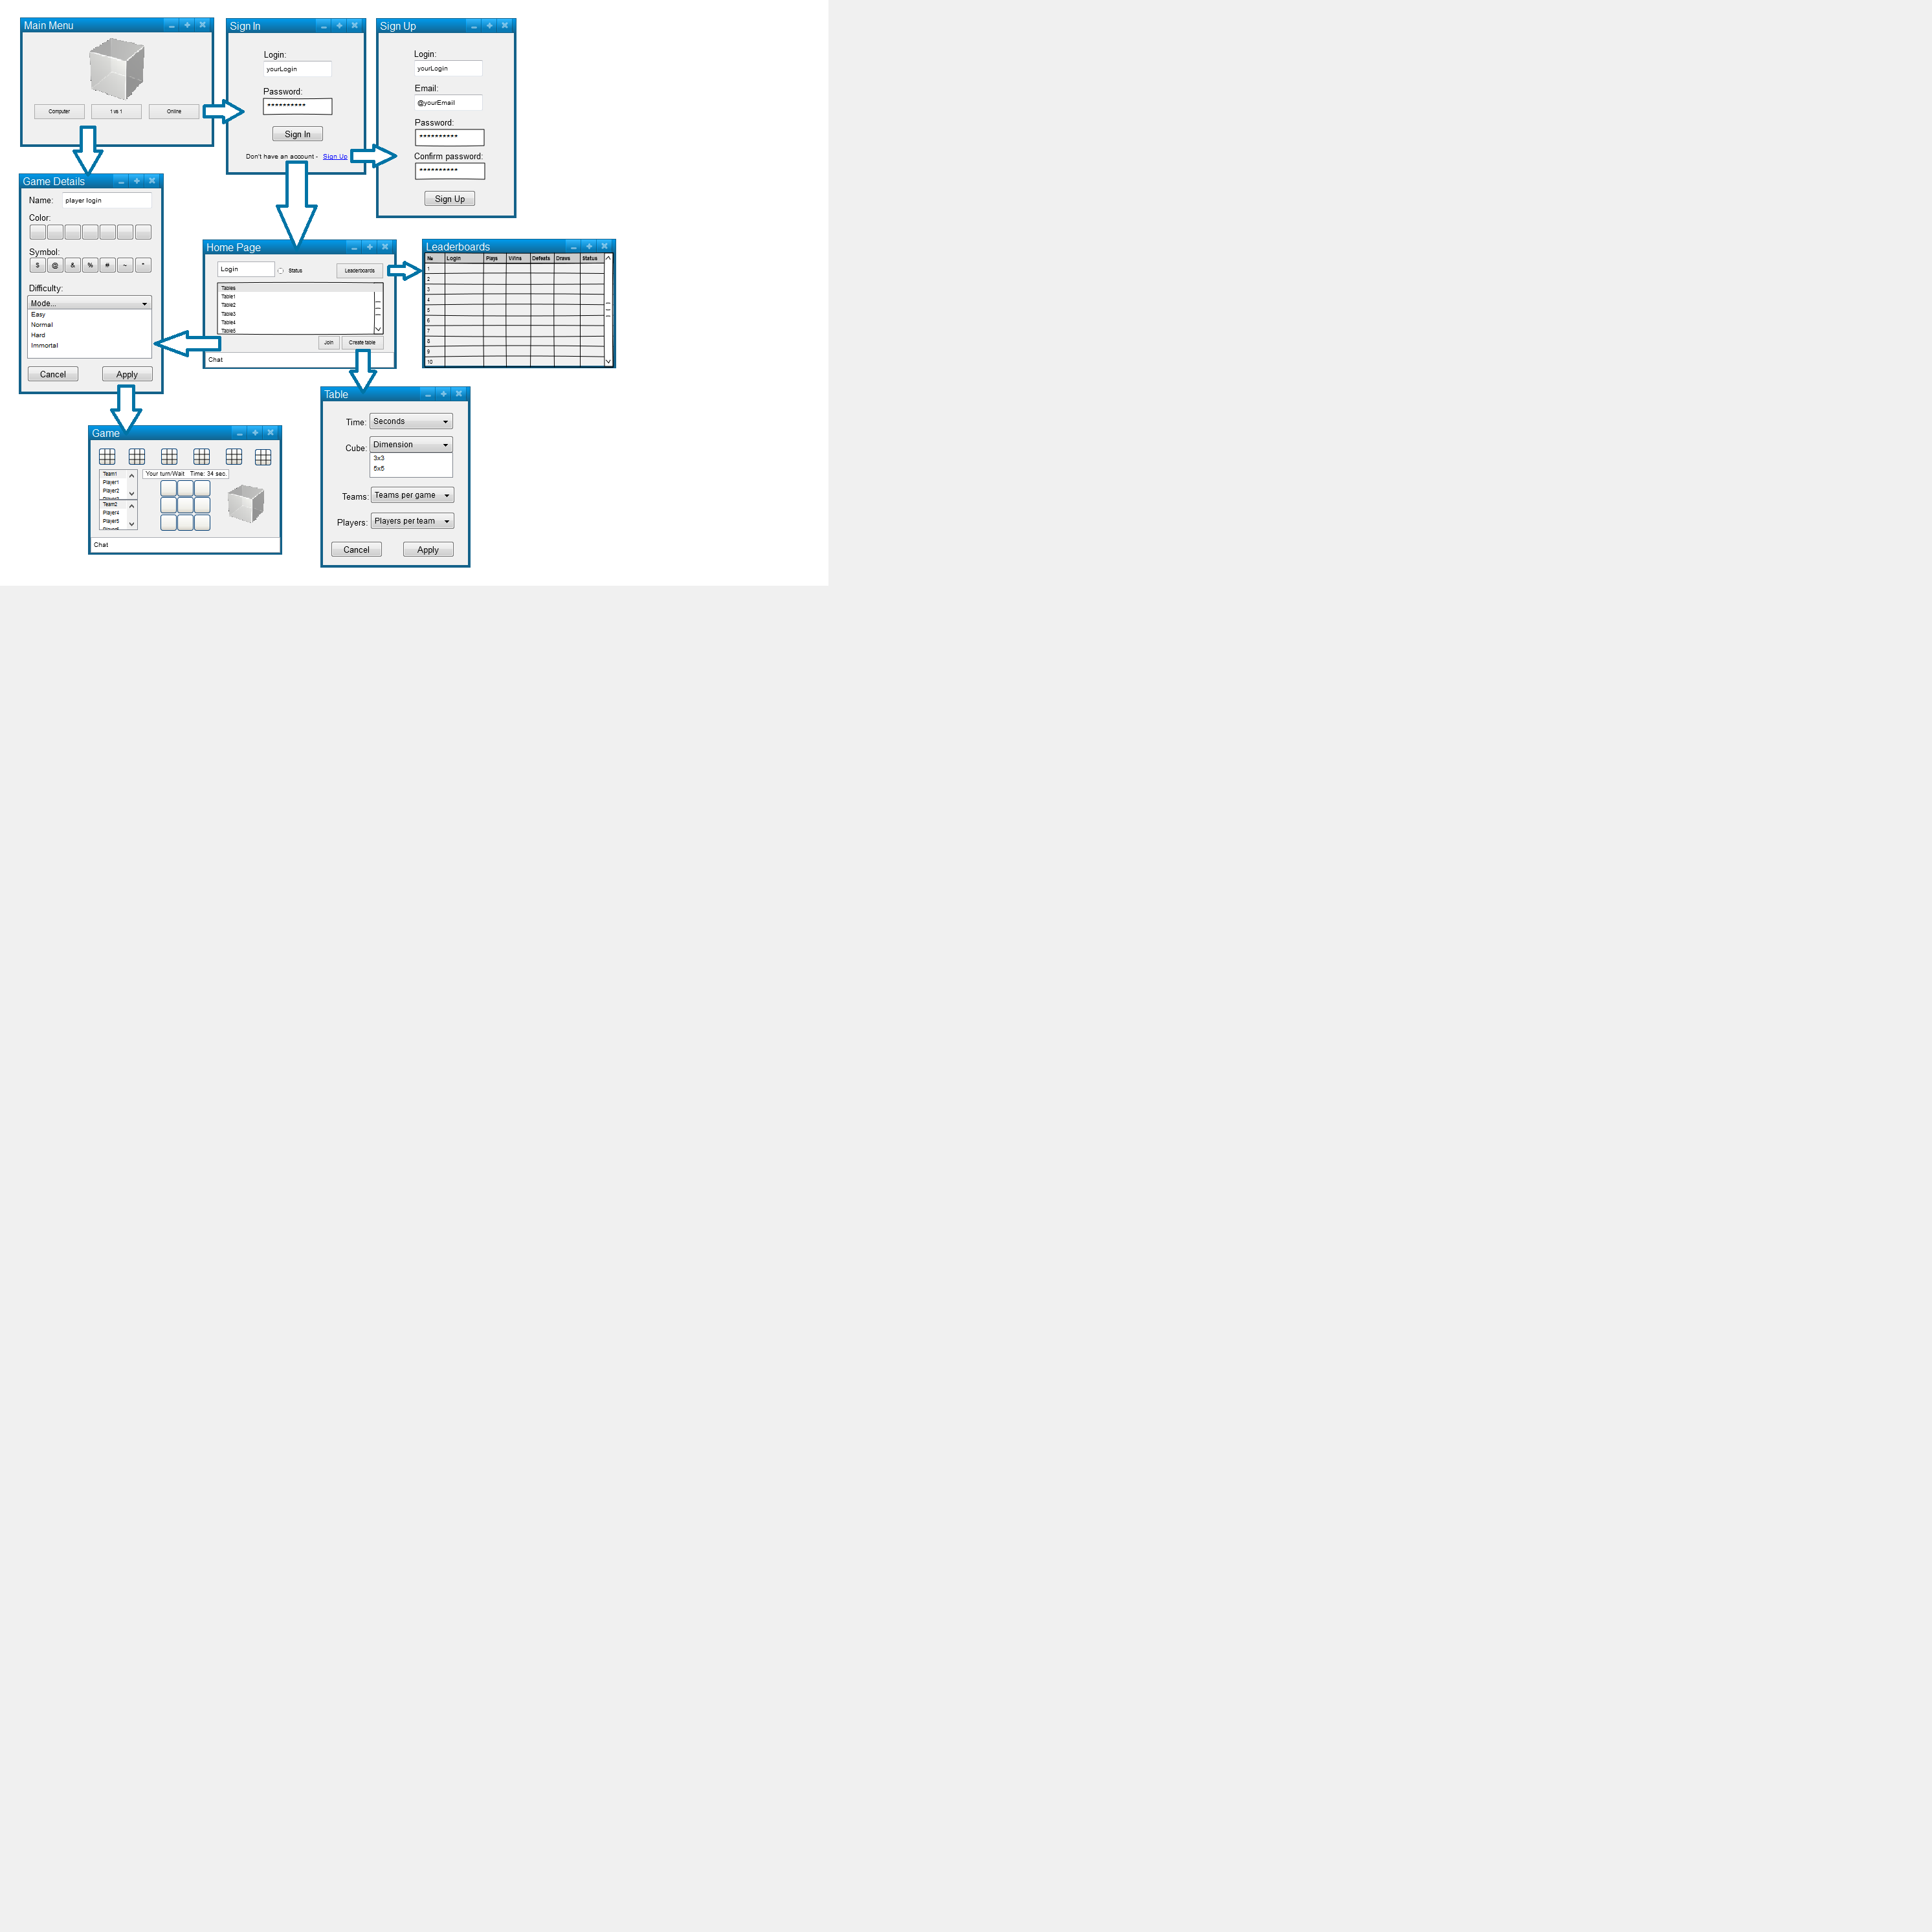 Main Menu
Computer
1 vs 1
Online
Sign In
Login:
yourLogin
Password:
**********
Sign In
Don't have an account - Sign Up
Sign Up
Login:
yourLogin
Email:
@yourEmail
Password:
**********
Confirm password:
**********
Sign Up
Game Details
Name: player login
Color:
Symbol:
$ @ & % # ~ *
Difficulty:
Mode...
Easy
Normal
Hard
Immortal
Cancel Apply
Home Page
Login Status Leaderboards
Tables
Table1
Table2
Table3
Table4
Table5
Join Create table
Chat
Leaderboards
№ Login Plays Wins Defeats Draws Status
1
2
3
4
5
6
7
8
9
10
Game
Team1
Player1
Player2
Team2
Player4
Player5
Your turn/Wait Time: 34 sec.
Chat
Table
Time: Seconds
Cube: Dimension
3x3
5x5
Teams: Teams per game
Players: Players per team
Cancel Apply